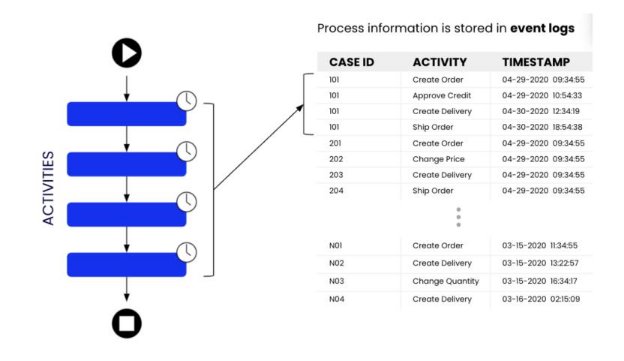 Process information is stored in event logs
ACTIVITIES
CASE ID ACTIVITY TIMESTAMP
101 Create Order 04-29-2020 09:34:55
101 Approve Credit 04-29-2020 10:54:33
101 Create Delivery 04-30-2020 12:34:19
101 Ship Order 04-30-2020 18:54:38
201 Create Order 04-29-2020 09:34:55
202 Change Price 04-29-2020 09:34:55
203 Create Delivery 04-29-2020 09:34:55
204 Ship Order 04-29-2020 09:34:55
N01 Create Order 03-15-2020 11:34:55
N02 Create Delivery 03-15-2020 13:22:57
N03 Change Quantity 03-15-2020 16:34:17
N04 Create Delivery 03-16-2020 02:15:09